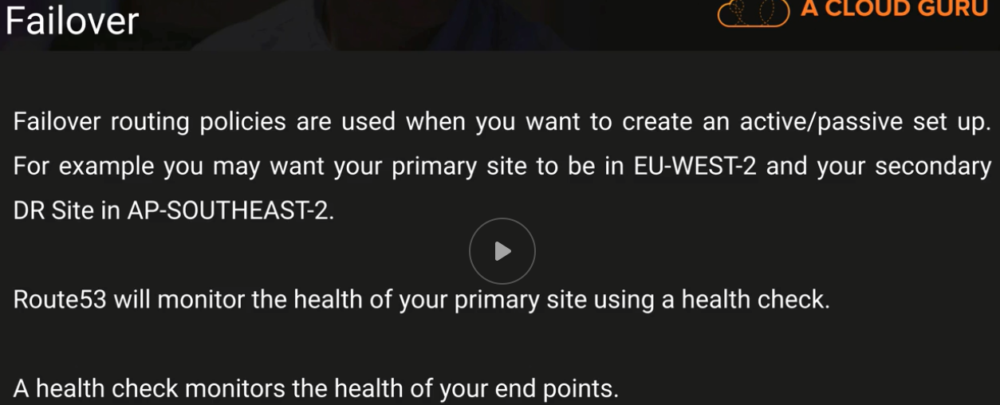 Failover
A CLOUD GURU
Failover routing policies are used when you want to create an active/passive set up.
For example you may want your primary site to be in EU-WEST-2 and your secondary
DR Site in AP-SOUTHEAST-2.
Route53 will monitor the health of your primary site using a health check.
A health check monitors the health of your end points.